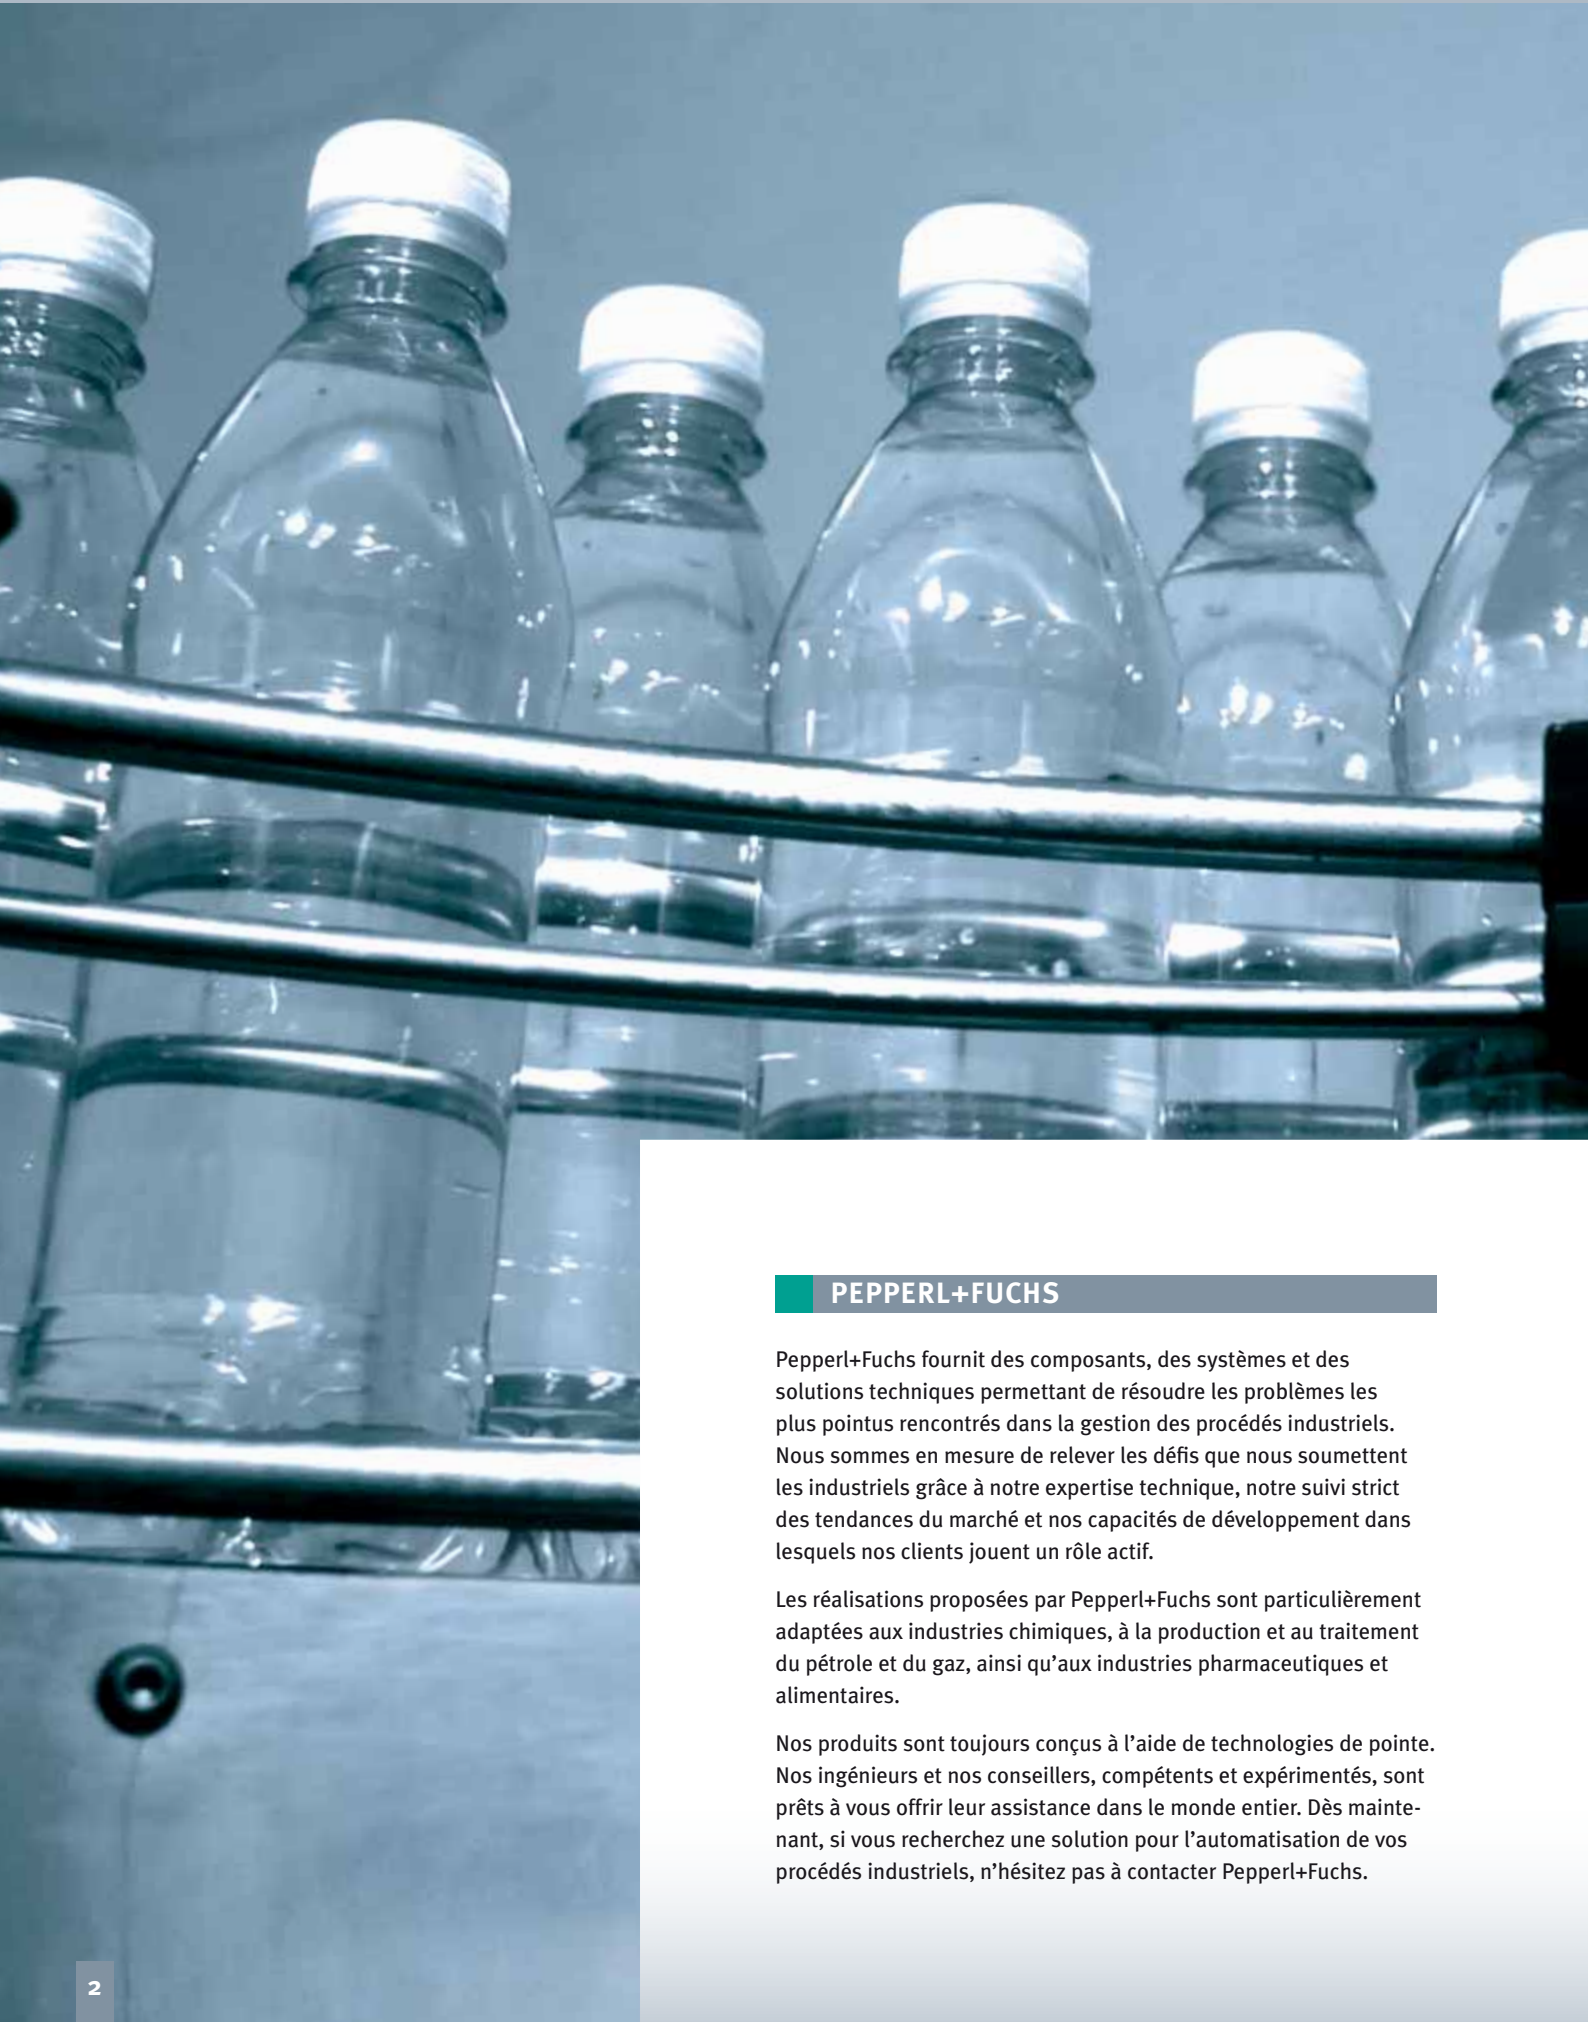 PEPPERL+FUCHS
Pepperl+Fuchs fournit des composants, des systèmes et des
solutions techniques permettant de résoudre les problèmes les
plus pointus rencontrés dans la gestion des procédés industriels.
Nous sommes en mesure de relever les défis que nous soumettent
les industriels grâce à notre expertise technique, notre suivi strict
des tendances du marché et nos capacités de développement dans
lesquels nos clients jouent un rôle actif.
Les réalisations proposées par Pepperl+Fuchs sont particulièrement
adaptées aux industries chimiques, à la production et au traitement
du pétrole et du gaz, ainsi qu’aux industries pharmaceutiques et
alimentaires.
Nos produits sont toujours conçus à l’aide de technologies de pointe.
Nos ingénieurs et nos conseillers, compétents et expérimentés, sont
prêts à vous offrir leur assistance dans le monde entier. Dès mainte-
nant, si vous recherchez une solution pour l’automatisation de vos
procédés industriels, n’hésitez pas à contacter Pepperl+Fuchs.
2